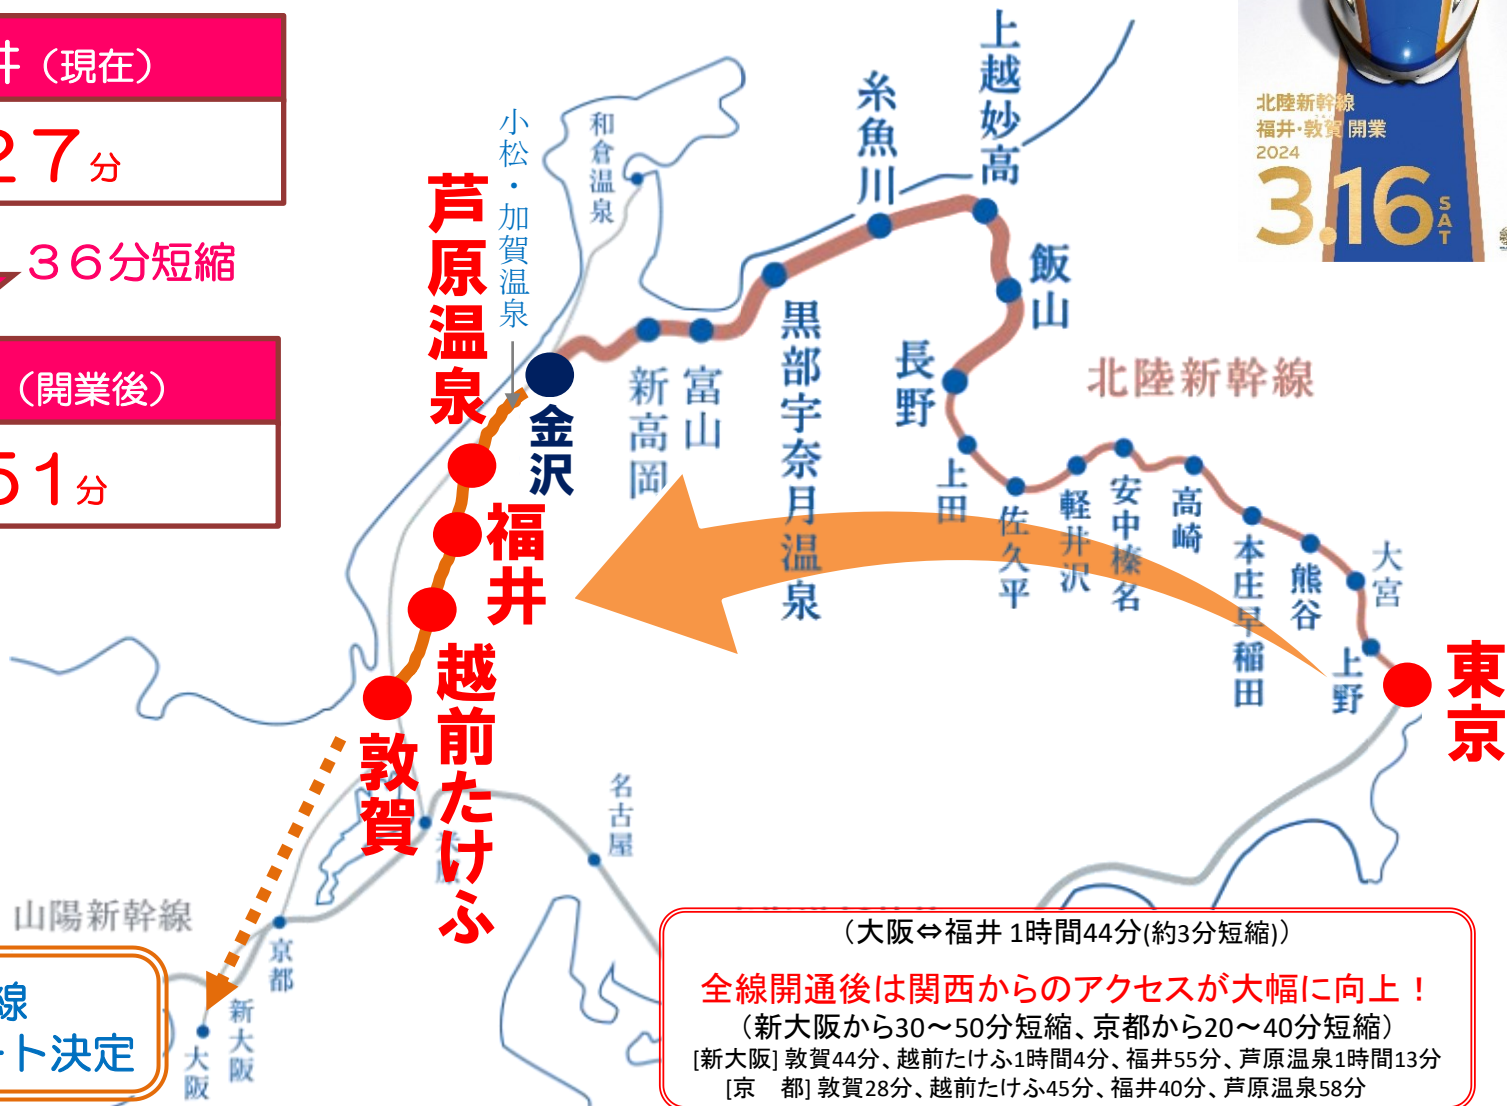 井（現在）
２７分
３６分短縮
（開業後）
５１分
北陸新幹線
福井・敦賀 開業
2024
3.16 SAT
上越妙高
糸魚川
小松・加賀温泉
和倉温泉
芦原温泉
飯山
黒部宇奈月温泉
長野
北陸新幹線
新高岡
富山
金沢
上田
佐久平
軽井沢
安中榛名
高崎
本庄早稲田
熊谷
大宮
上野
東京
福井
越前たけふ
敦賀
米原
名古屋
山陽新幹線
京都
新大阪
大阪
線
ート決定
（大阪⇔福井 1時間44分(約3分短縮)）
全線開通後は関西からのアクセスが大幅に向上！
（新大阪から30～50分短縮、京都から20～40分短縮）
[新大阪] 敦賀44分、越前たけふ1時間4分、福井55分、芦原温泉1時間13分
[京　都] 敦賀28分、越前たけふ45分、福井40分、芦原温泉58分